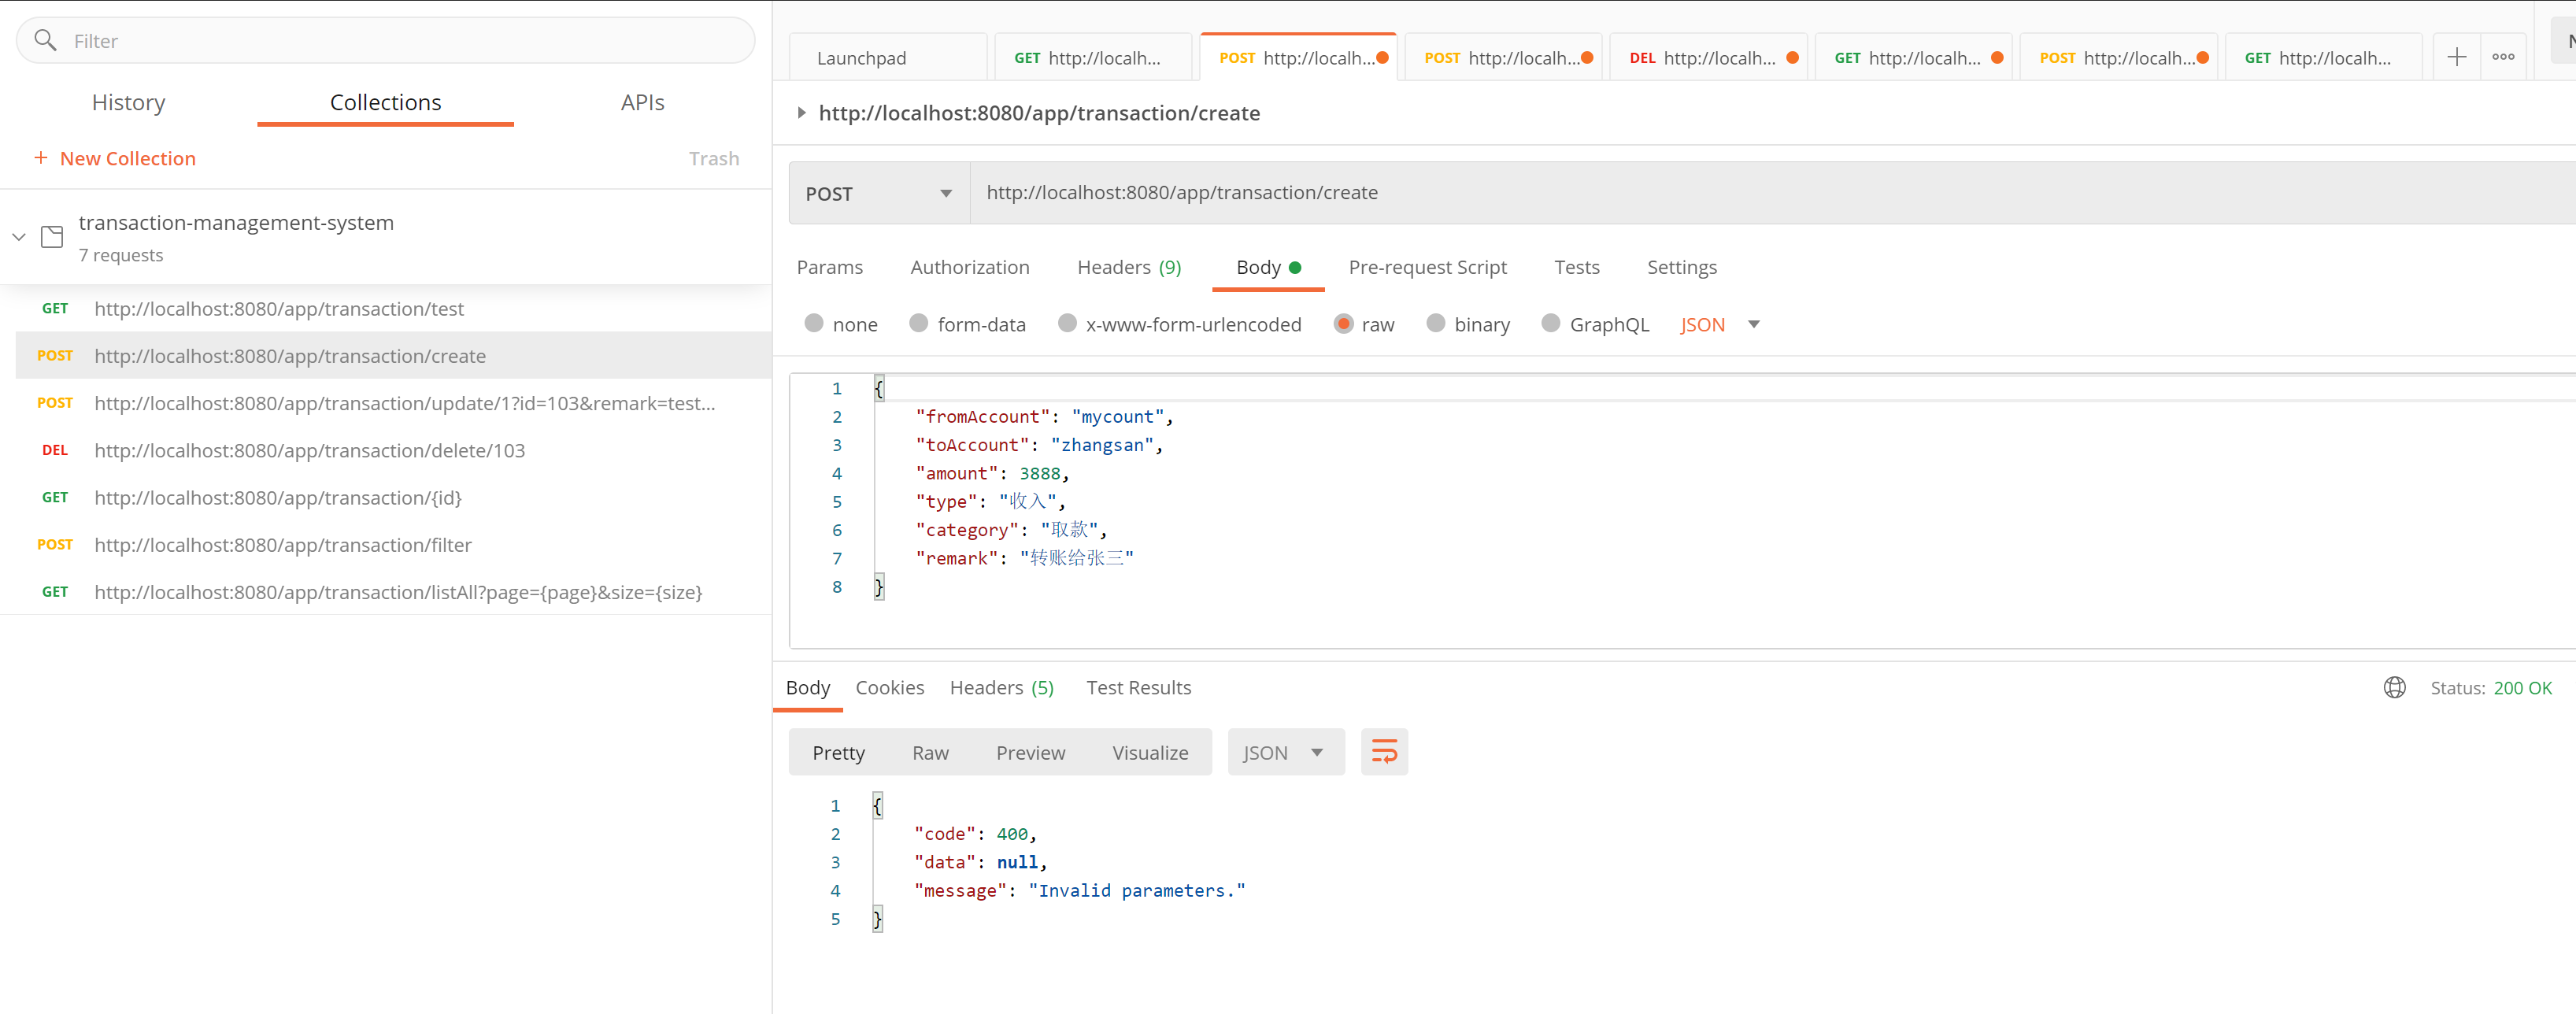 Filter
History Collections APIs
+ New Collection Trash
transaction-management-system
7 requests
GET http://localhost:8080/app/transaction/test
POST http://localhost:8080/app/transaction/create
POST http://localhost:8080/app/transaction/update/1?id=103&remark=test...
DEL http://localhost:8080/app/transaction/delete/103
GET http://localhost:8080/app/transaction/{id}
POST http://localhost:8080/app/transaction/filter
GET http://localhost:8080/app/transaction/listAll?page={page}&size={size}
Launchpad GET http://localh... POST http://localh... POST http://localh... DEL http://localh... GET http://localh... POST http://localh... GET http://localh...
http://localhost:8080/app/transaction/create
POST http://localhost:8080/app/transaction/create
Params Authorization Headers (9) Body Pre-request Script Tests Settings
none form-data x-www-form-urlencoded raw binary GraphQL JSON
1 {
2 "fromAccount": "mycount",
3 "toAccount": "zhangsan",
4 "amount": 3888,
5 "type": "收入",
6 "category": "取款",
7 "remark": "转账给张三"
8 }
Body Cookies Headers (5) Test Results Status: 200 OK
Pretty Raw Preview Visualize JSON
1 {
2 "code": 400,
3 "data": null,
4 "message": "Invalid parameters."
5 }